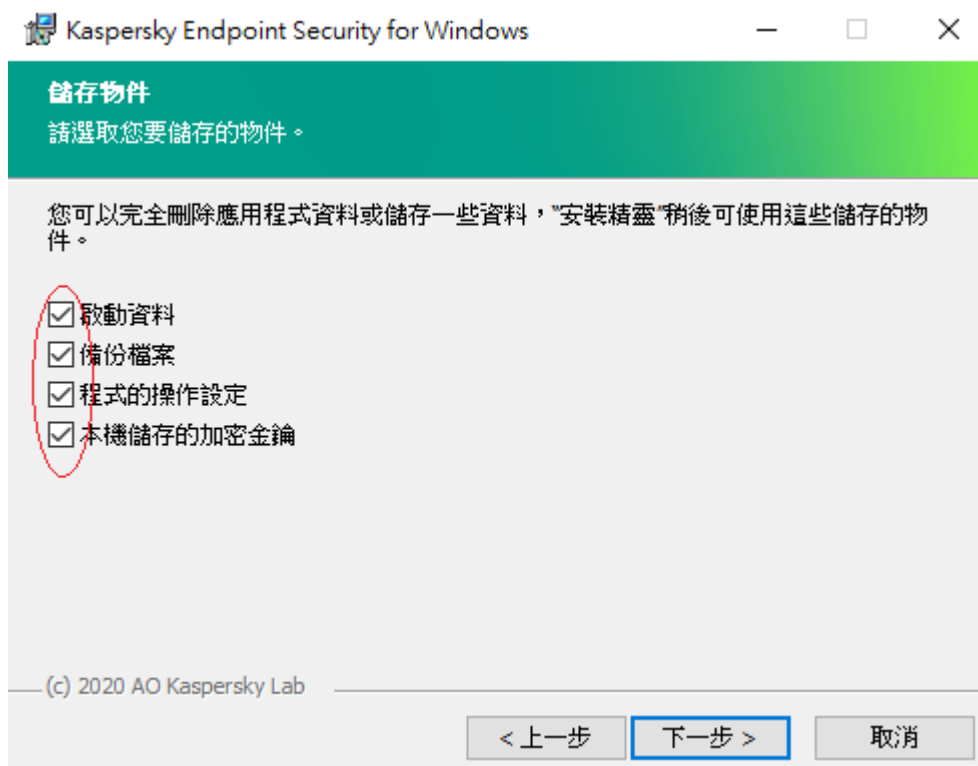 Kaspersky Endpoint Security for Windows
儲存物件
請選取您要儲存的物件。
您可以完全刪除應用程式資料或儲存一些資料，"安裝精靈"稍後可使用這些儲存的物
件。
啟動資料
備份檔案
程式的操作設定
本機儲存的加密金鑰
(c) 2020 AO Kaspersky Lab
< 上一步 下一步 > 取消